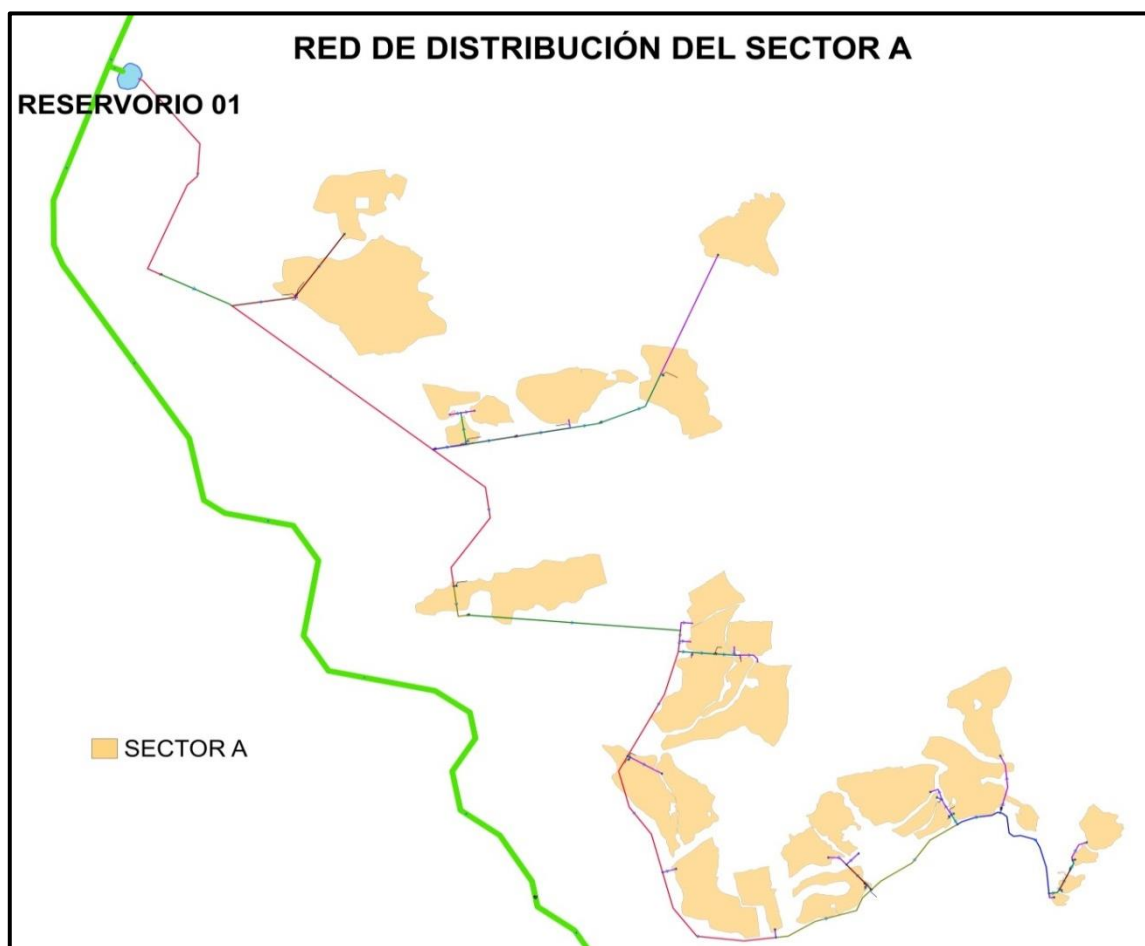 RED DE DISTRIBUCIÓN DEL SECTOR A
RESERVORIO 01
SECTOR A